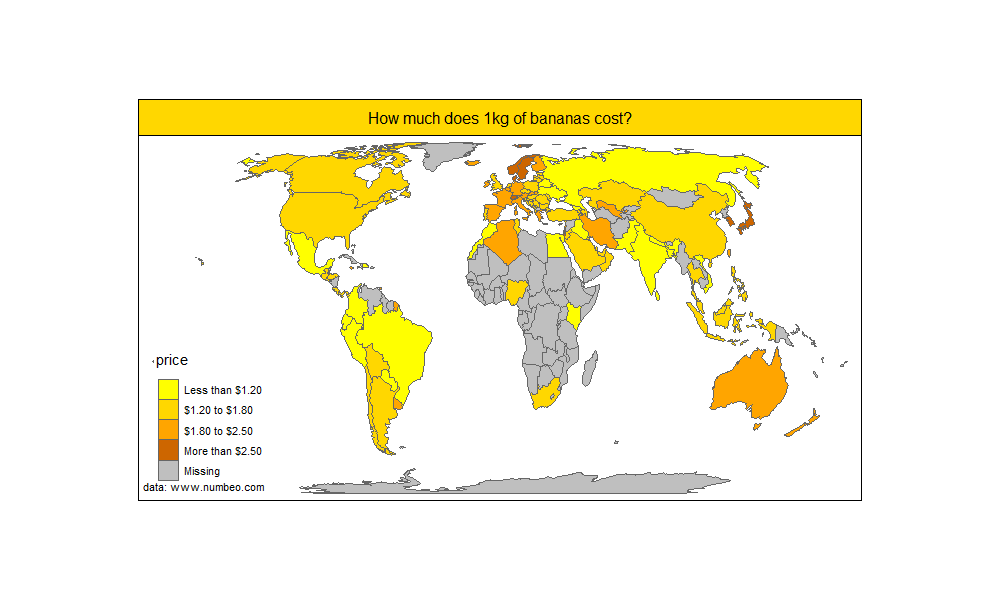 How much does 1kg of bananas cost?
price
Less than $1.20
$1.20 to $1.80
$1.80 to $2.50
More than $2.50
Missing
data: www.numbeo.com